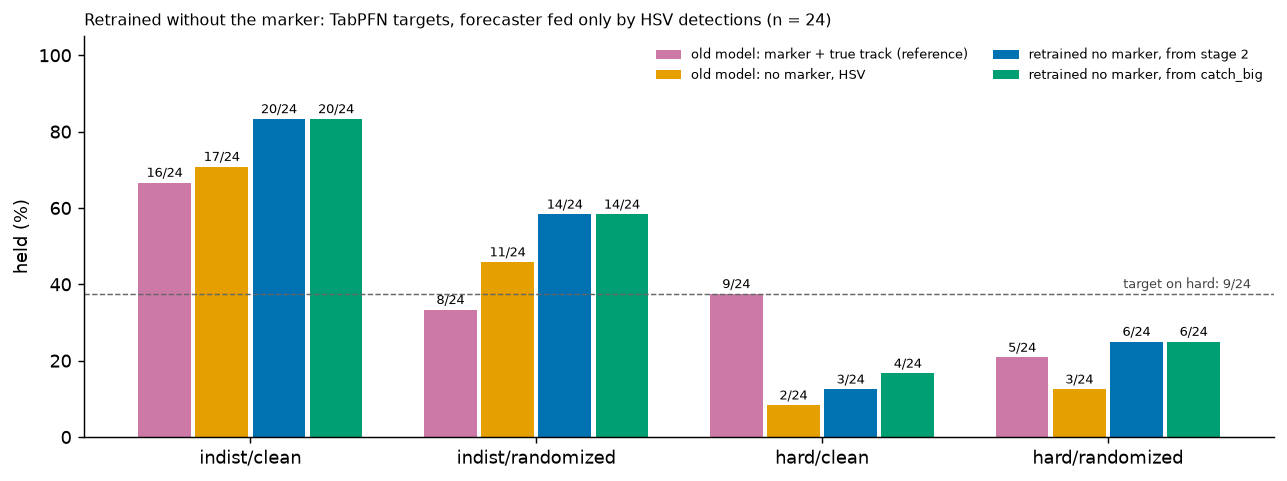 Retrained without the marker: TabPFN targets, forecaster fed only by HSV detections (n = 24)
old model: marker + true track (reference)
old model: no marker, HSV
retrained no marker, from stage 2
retrained no marker, from catch_big
held (%)
100
80
60
40
20
0
16/24
17/24
20/24
20/24
8/24
11/24
14/24
14/24
9/24
2/24
3/24
4/24
5/24
3/24
6/24
6/24
target on hard: 9/24
indist/clean
indist/randomized
hard/clean
hard/randomized